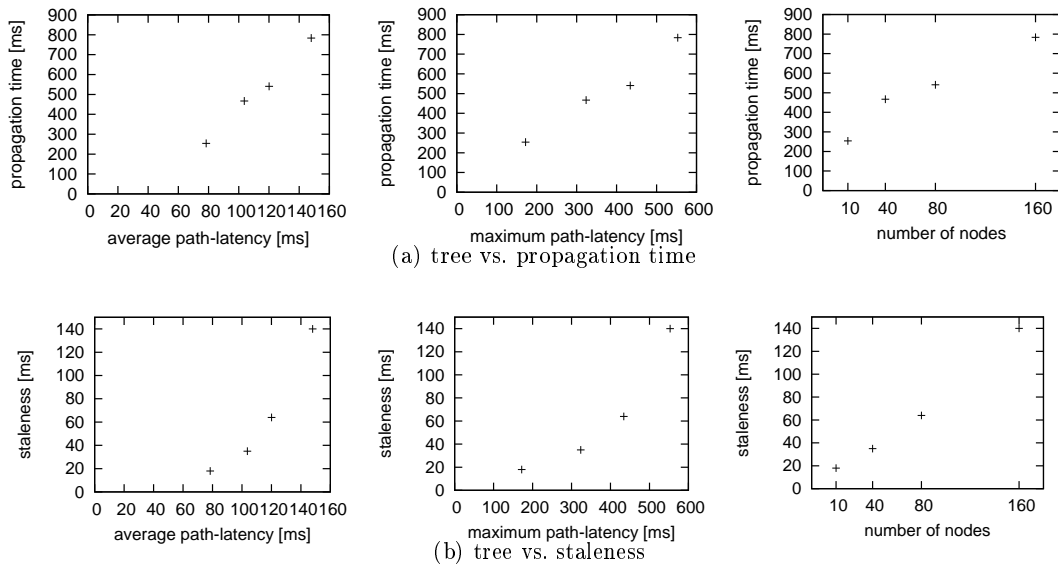 900
800
700
600
500
400
300
200
100
0
propagation time [ms]
0 20 40 60 80 100 120 140 160
average path-latency [ms]
900
800
700
600
500
400
300
200
100
0
propagation time [ms]
0 100 200 300 400 500 600
maximum path-latency [ms]
900
800
700
600
500
400
300
200
100
0
propagation time [ms]
10 40 80 160
number of nodes
(a) tree vs. propagation time
140
120
100
80
60
40
20
0
staleness [ms]
0 20 40 60 80 100 120 140 160
average path-latency [ms]
140
120
100
80
60
40
20
0
staleness [ms]
0 100 200 300 400 500 600
maximum path-latency [ms]
140
120
100
80
60
40
20
0
staleness [ms]
10 40 80 160
number of nodes
(b) tree vs. staleness